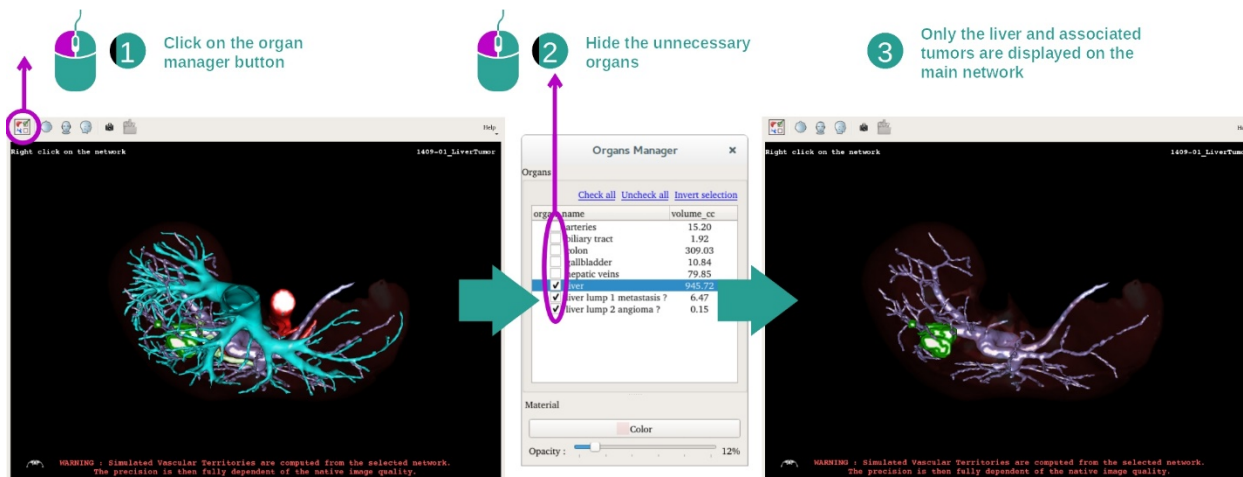 1
Click on the organ
manager button
2
Hide the unnecessary
organs
3
Only the liver and associated
tumors are displayed on the
main network
Help
Right click on the network
1409-01_LiverTumor
WARNING : Simulated Vascular Territories are computed from the selected network.
The precision is then fully dependent of the native image quality.
Organs Manager
Organs
Check all Uncheck all Invert selection
name volume_cc
arteries 15.20
biliary tract 1.92
colon 309.03
gallbladder 10.84
hepatic veins 79.85
liver 945.72
liver lump 1 metastasis ? 6.47
liver lump 2 angioma ? 0.15
Material
Color
Opacity : 12%
Right click on the network
1409-01_LiverTumo
WARNING : Simulated Vascular Territories are computed from the selected network.
The precision is then fully dependent of the native image quality.